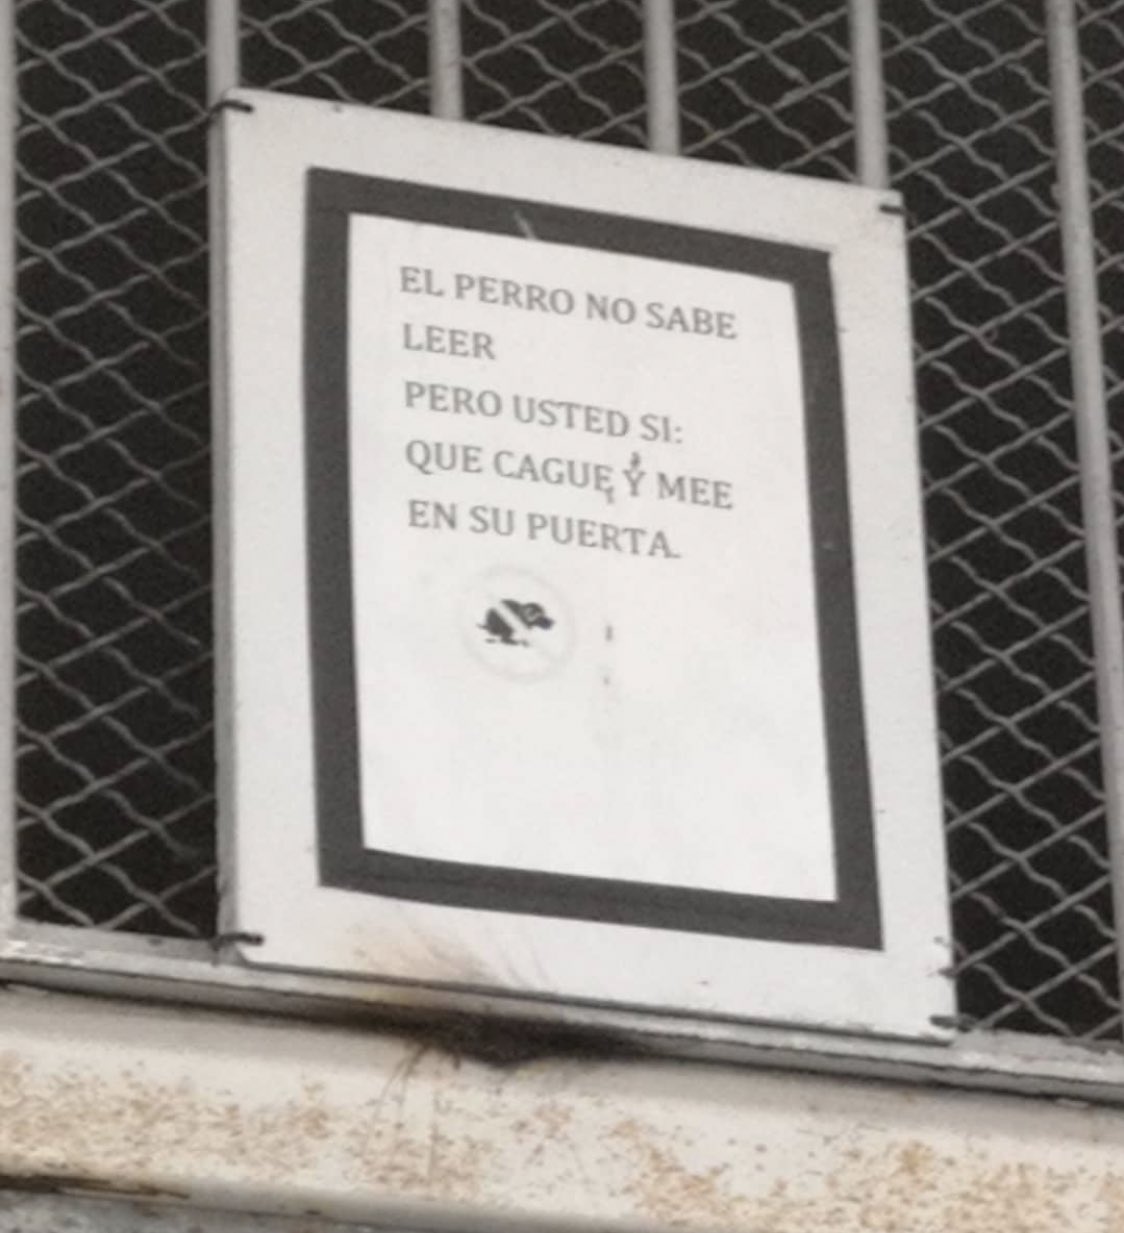 EL PERRO NO SABE
LEER
PERO USTED SI:
QUE CAGUE Y MEE
EN SU PUERTA.